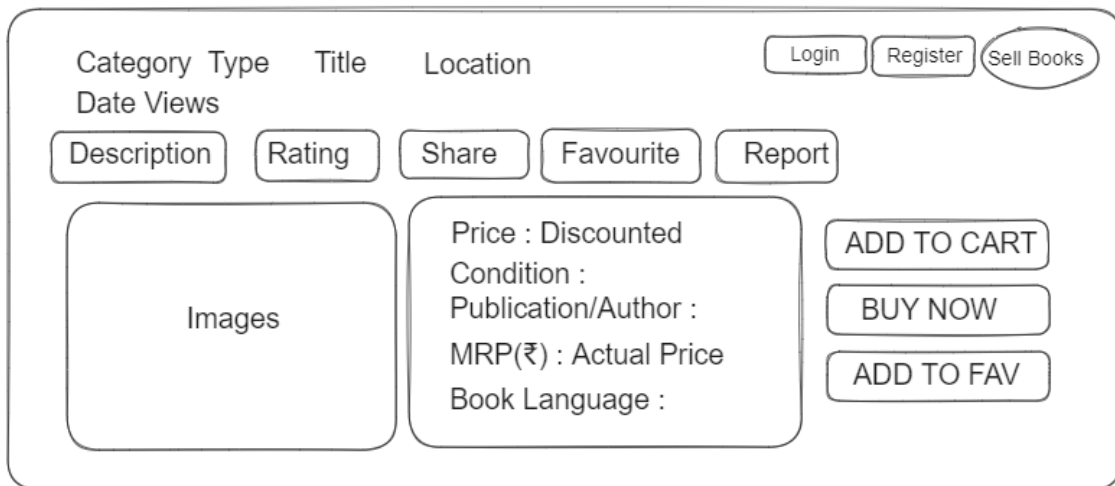 Category Type Title Location
Login Register Sell Books
Date Views
Description Rating Share Favourite Report
Images
Price : Discounted
Condition :
Publication/Author :
MRP(₹) : Actual Price
Book Language :
ADD TO CART
BUY NOW
ADD TO FAV